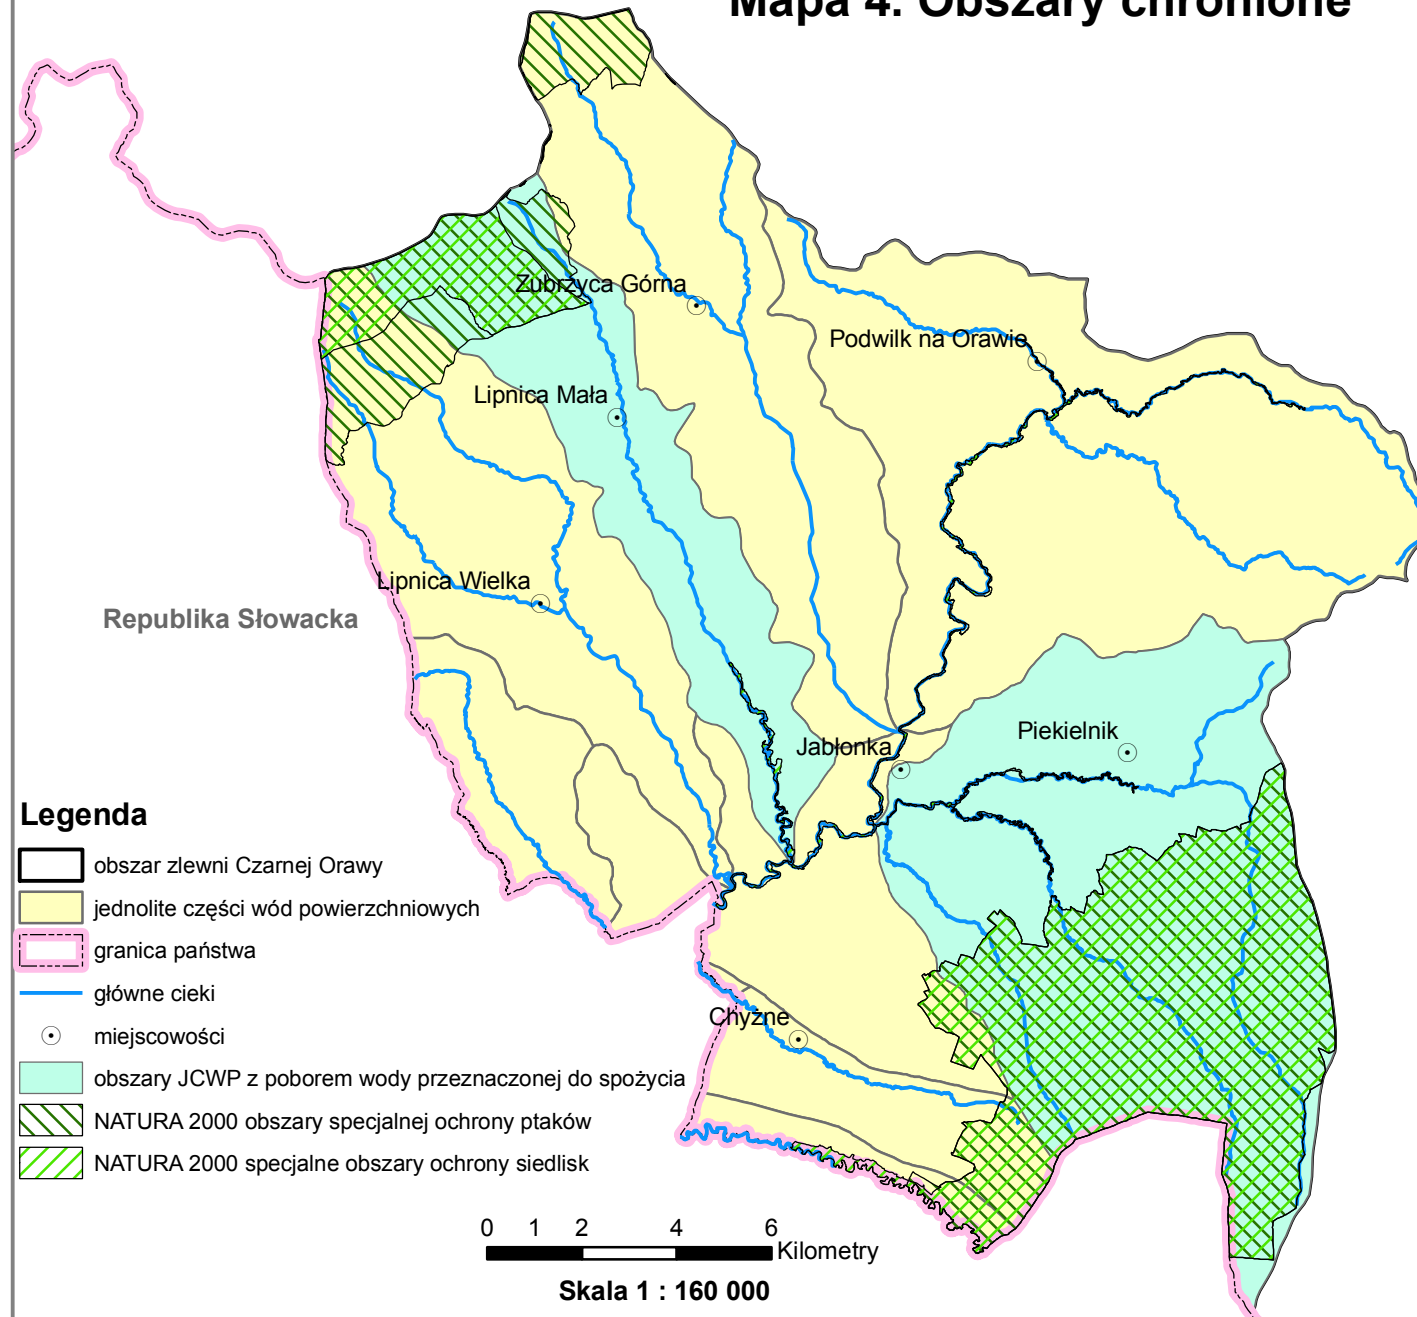 Mapa 4. Obszary chronione
Zubrzyca Górna
Podwilk na Orawie
Lipnica Mała
Lipnica Wielka
Republika Słowacka
Jabłonka
Piekielnik
Chyżne
Legenda
obszar zlewni Czarnej Orawy
jednolite części wód powierzchniowych
granica państwa
główne cieki
miejscowości
obszary JCWP z poborem wody przeznaczonej do spożycia
NATURA 2000 obszary specjalnej ochrony ptaków
NATURA 2000 specjalne obszary ochrony siedlisk
0 1 2 4 6
Kilometry
Skala 1 : 160 000